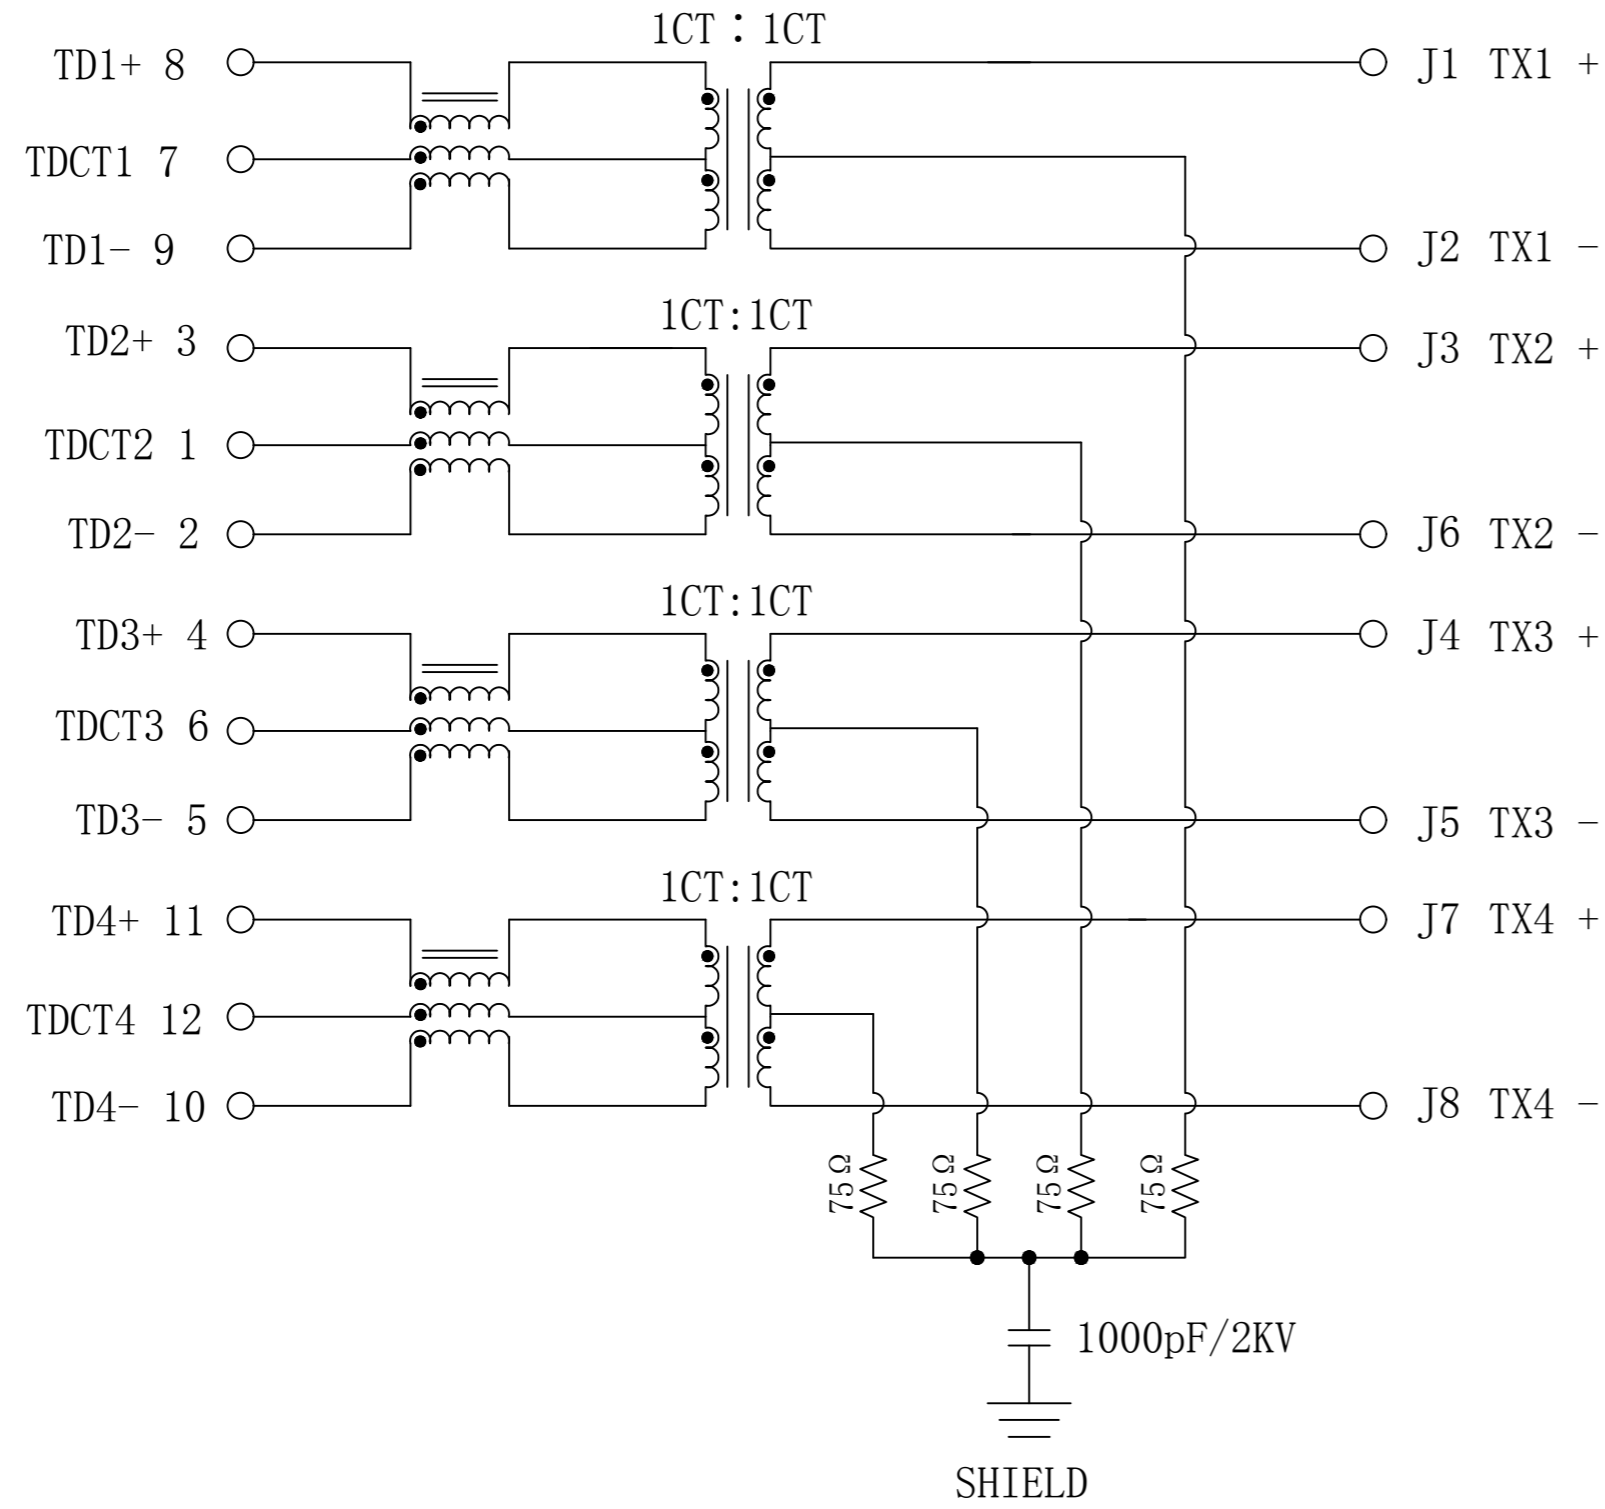 1CT : 1CT
TD1+ 8
J1 TX1 +
TDCT1 7
TD1- 9
J2 TX1 -
1CT:1CT
TD2+ 3
J3 TX2 +
TDCT2 1
TD2- 2
J6 TX2 -
1CT:1CT
TD3+ 4
J4 TX3 +
TDCT3 6
TD3- 5
J5 TX3 -
1CT:1CT
TD4+ 11
J7 TX4 +
TDCT4 12
TD4- 10
J8 TX4 -
75Ω
75Ω
75Ω
75Ω
1000pF/2KV
SHIELD